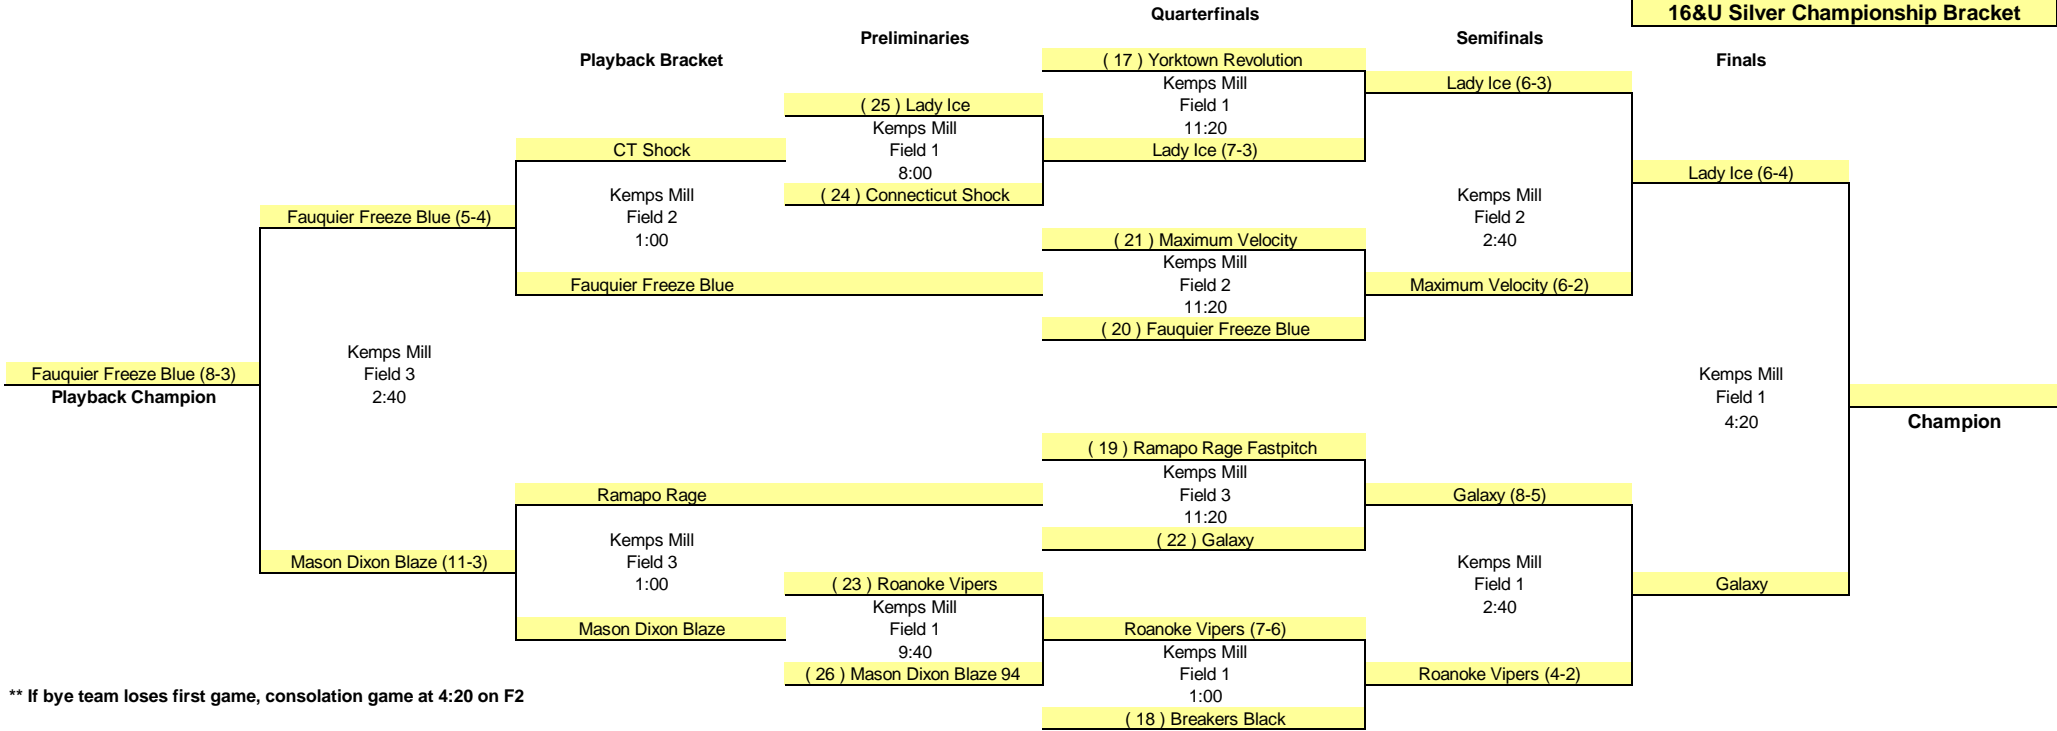 16&U Silver Championship Bracket
Quarterfinals
Preliminaries
Semifinals
Playback Bracket
( 17 ) Yorktown Revolution
Finals
Kemps Mill
Field 1
11:20
Lady Ice (6-3)
( 25 ) Lady Ice
Kemps Mill
Field 1
8:00
CT Shock
Lady Ice (7-3)
Lady Ice (6-4)
( 24 ) Connecticut Shock
Kemps Mill
Field 2
1:00
Kemps Mill
Field 2
2:40
Fauquier Freeze Blue (5-4)
( 21 ) Maximum Velocity
Kemps Mill
Field 2
11:20
Fauquier Freeze Blue
Maximum Velocity (6-2)
( 20 ) Fauquier Freeze Blue
Kemps Mill
Field 3
2:40
Fauquier Freeze Blue (8-3)
Playback Champion
Kemps Mill
Field 1
4:20
Champion
( 19 ) Ramapo Rage Fastpitch
Kemps Mill
Field 3
11:20
Ramapo Rage
Galaxy (8-5)
( 22 ) Galaxy
Kemps Mill
Field 3
1:00
Mason Dixon Blaze (11-3)
Kemps Mill
Field 1
2:40
( 23 ) Roanoke Vipers
Galaxy
Kemps Mill
Field 1
9:40
Mason Dixon Blaze
Roanoke Vipers (7-6)
Kemps Mill
Field 1
1:00
( 26 ) Mason Dixon Blaze 94
Roanoke Vipers (4-2)
** If bye team loses first game, consolation game at 4:20 on F2
( 18 ) Breakers Black